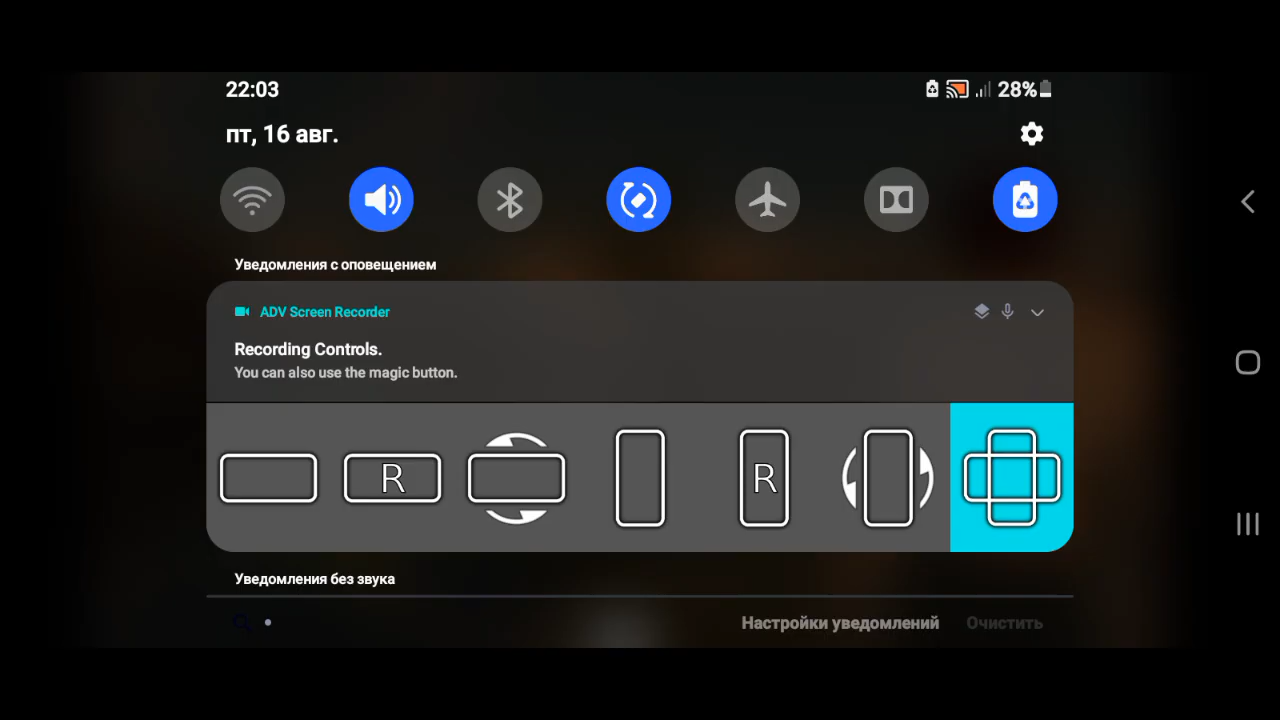 22:03
28%
пт, 16 авг.
Уведомления с оповещением
ADV Screen Recorder
Recording Controls.
You can also use the magic button.
R
R
Уведомления без звука
Настройки уведомлений
Очистить